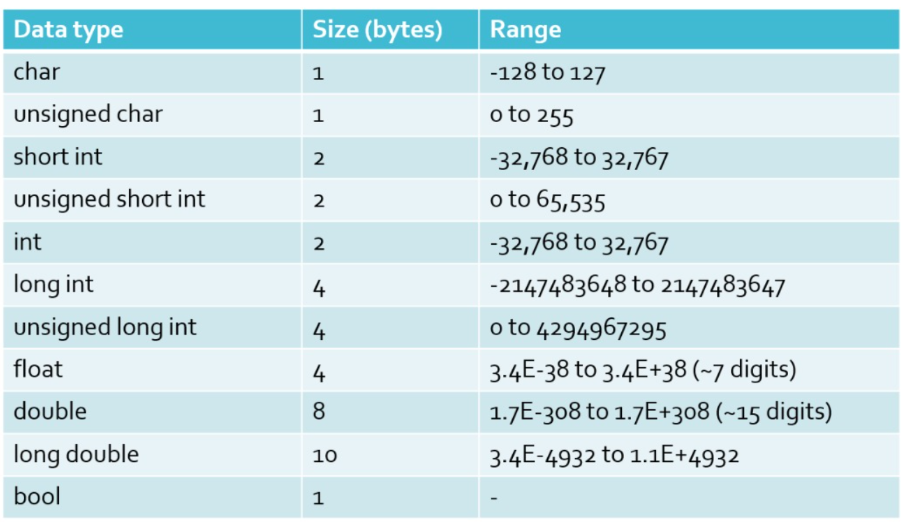 Data type Size (bytes) Range
char 1 -128 to 127
unsigned char 1 0 to 255
short int 2 -32,768 to 32,767
unsigned short int 2 0 to 65,535
int 2 -32,768 to 32,767
long int 4 -2147483648 to 2147483647
unsigned long int 4 0 to 4294967295
float 4 3.4E-38 to 3.4E+38 (~7 digits)
double 8 1.7E-308 to 1.7E+308 (~15 digits)
long double 10 3.4E-4932 to 1.1E+4932
bool 1 -